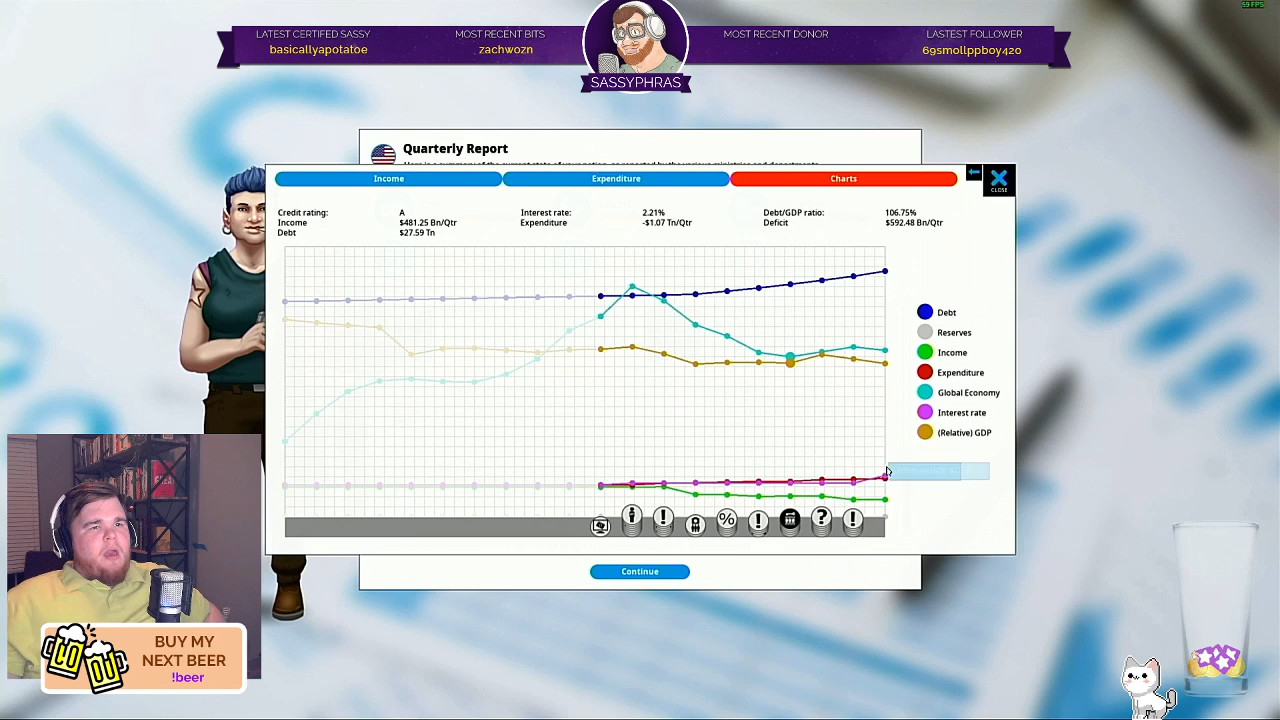 59 FPS
LATEST CERTIFED SASSY
basicallyapotatoe
MOST RECENT BITS
zachwozn
MOST RECENT DONOR
LASTEST FOLLOWER
69smollppboy420
SASSYPHRAS
Quarterly Report
Income
Expenditure
Charts
CLOSE
Credit rating: A
Interest rate: 2.21%
Debt/GDP ratio: 106.75%
Income $481.25 Bn/Qtr
Expenditure -$1.07 Tn/Qtr
Deficit $592.48 Bn/Qtr
Debt $27.59 Tn
Debt
Reserves
Income
Expenditure
Global Economy
Interest rate
(Relative) GDP
Continue
BUY MY
NEXT BEER
!beer